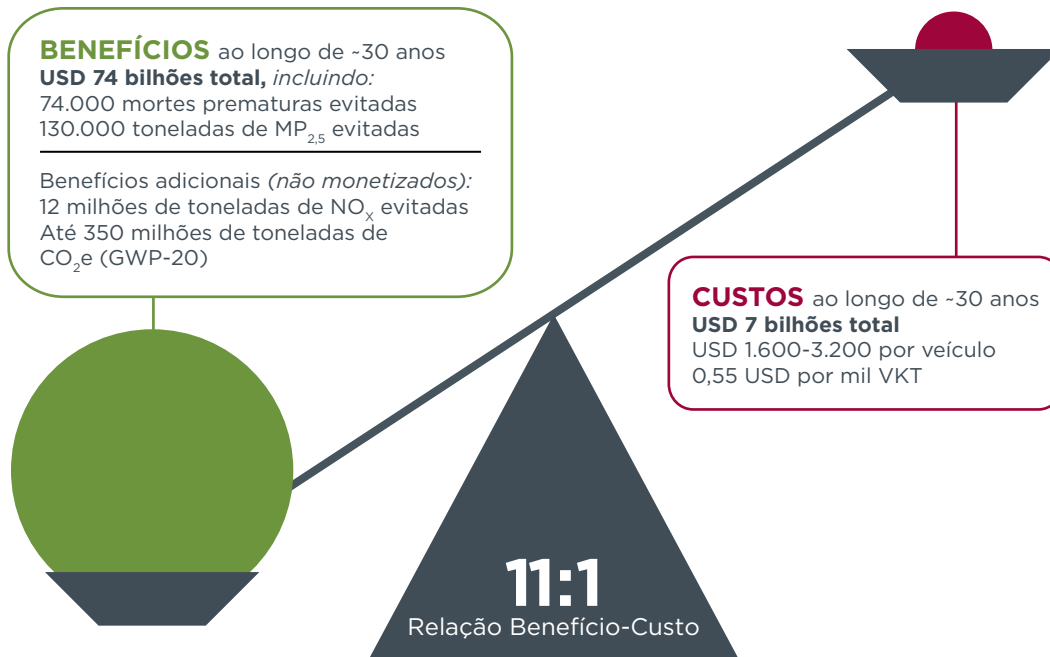 BENEFÍCIOS ao longo de ~30 anos
USD 74 bilhões total, incluindo:
74.000 mortes prematuras evitadas
130.000 toneladas de MP2,5 evitadas
Benefícios adicionais (não monetizados):
12 milhões de toneladas de NOX evitadas
Até 350 milhões de toneladas de
CO2e (GWP-20)
CUSTOS ao longo de ~30 anos
USD 7 bilhões total
USD 1.600-3.200 por veículo
0,55 USD por mil VKT
11:1
Relação Benefício-Custo